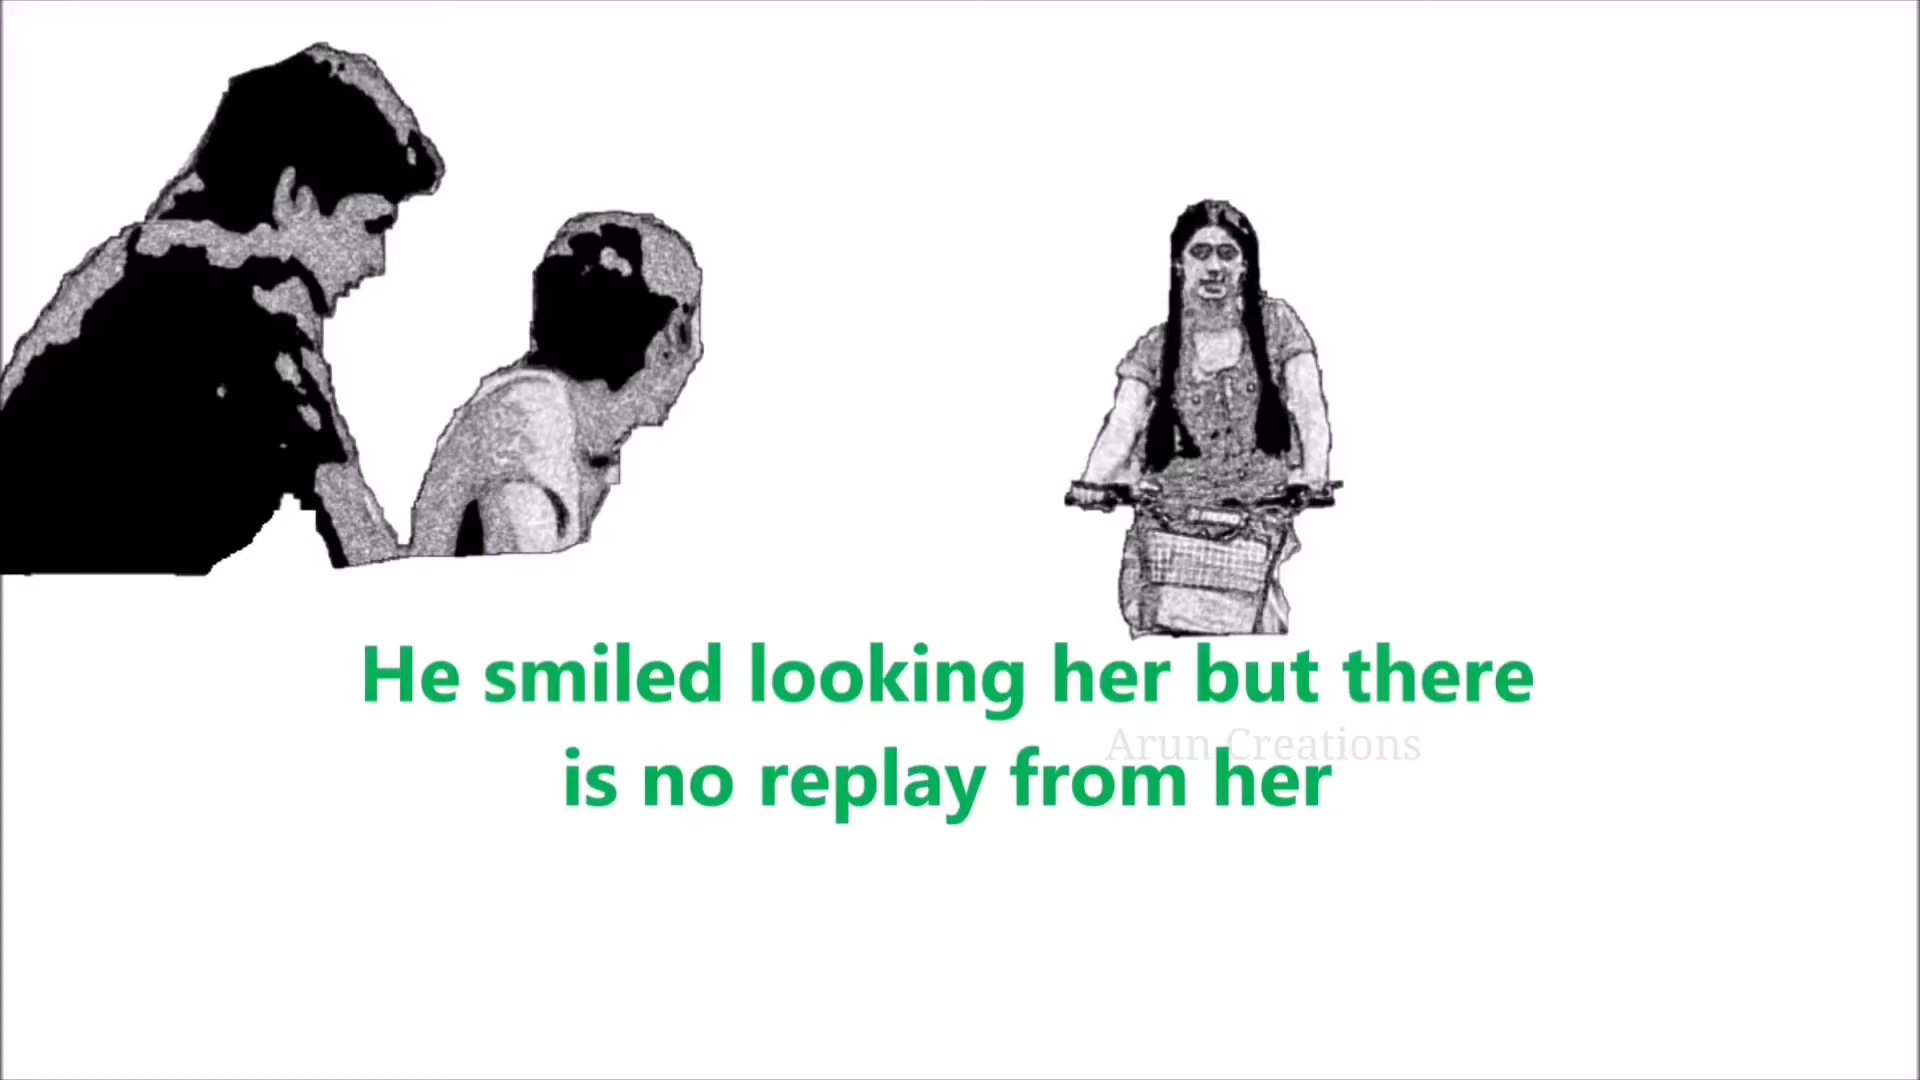 He smiled looking her but there
Arun Creations
is no replay from her